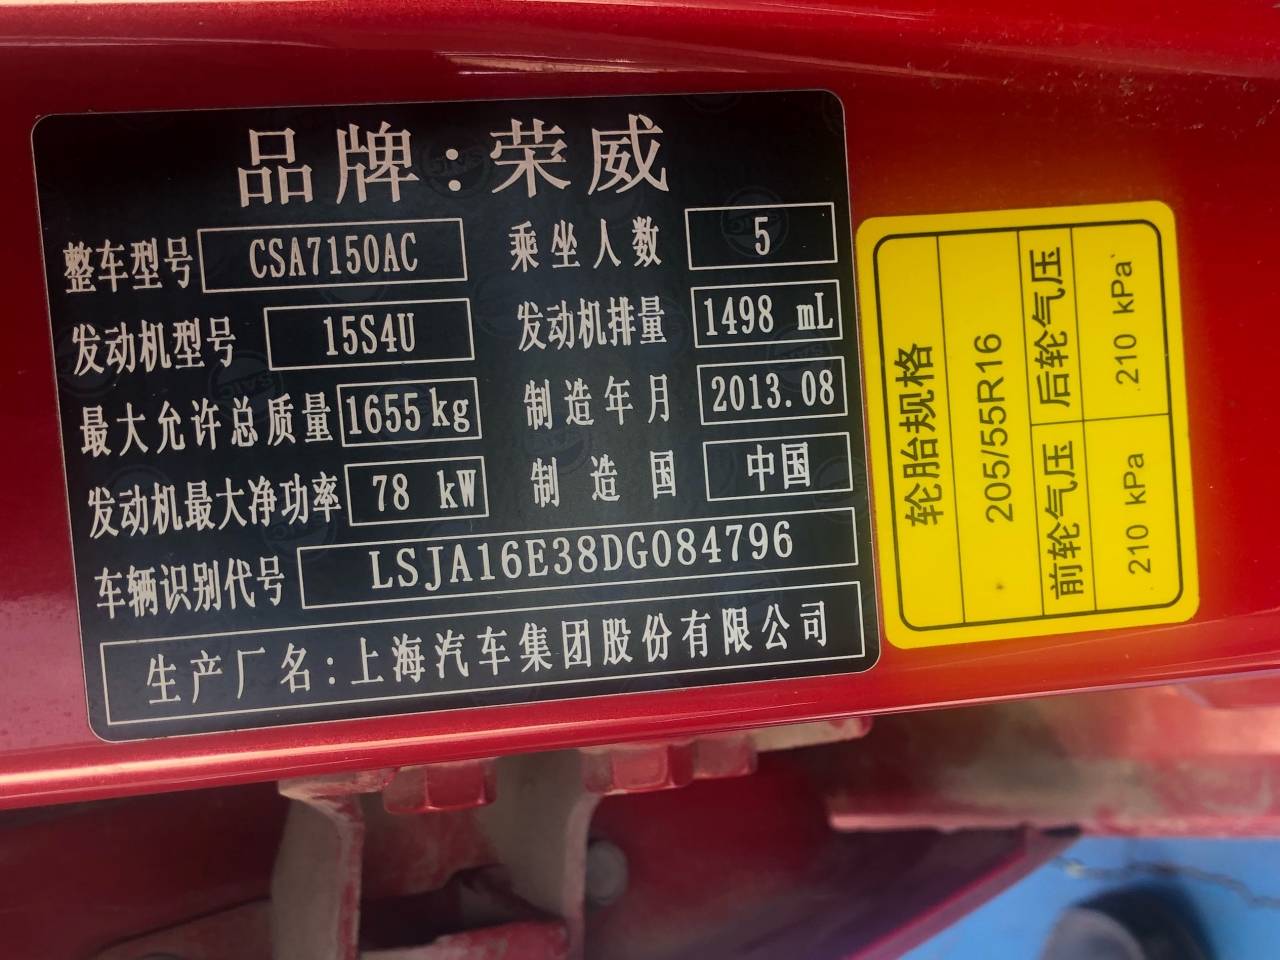 品牌:荣威
整车型号 CSA7150AC 乘坐人数 5
发动机型号 15S4U 发动机排量 1498 mL
最大允许总质量 1655kg 制造年月 2013.08
发动机最大净功率 78 kW 制造国 中国
车辆识别代号 LSJA16E38DG084796
生产厂名:上海汽车集团股份有限公司
轮胎规格
205/55R16
前轮气压 后轮气压
210 kPa 210 kPa